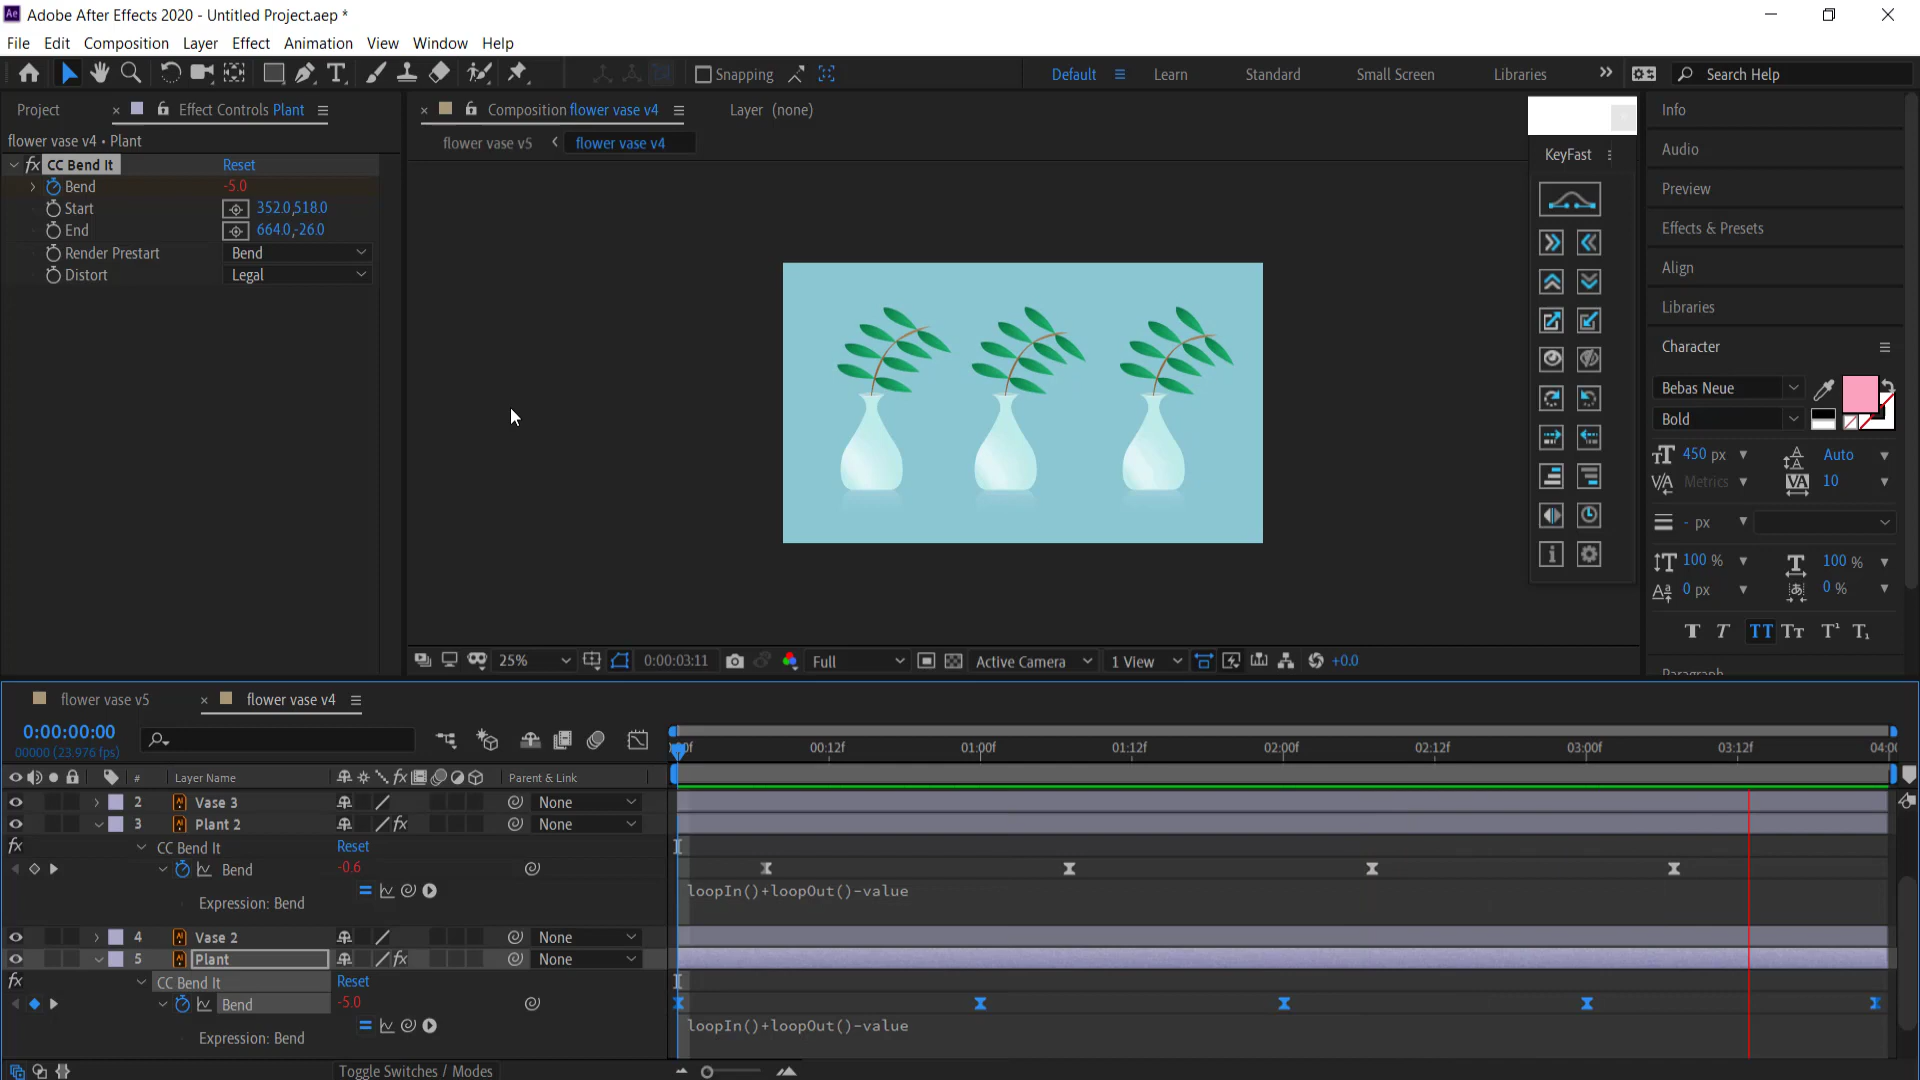 Adobe After Effects 2020 - Untitled Project.aep *
File Edit Composition Layer Effect Animation View Window Help
Snapping
Default
Learn
Standard
Small Screen
Libraries
Search Help
Project
Effect Controls Plant
flower vase v4 • Plant
fx CC Bend It Reset
Bend -5.0
Start 352.0,518.0
End 664.0,-26.0
Render Prestart Bend
Distort Legal
Composition flower vase v4
Layer (none)
flower vase v5
flower vase v4
KeyFast
Info
Audio
Preview
Effects & Presets
Align
Libraries
Character
Bebas Neue
Bold
450 px Auto
Metrics 10
- px
100 % 100 %
0 px 0 %
Paragraph
25% 0:00:03:11 Full Active Camera 1 View +0.0
flower vase v5
flower vase v4
0:00:00:00
00000 (23.976 fps)
00:12f 01:00f 01:12f 02:00f 02:12f 03:00f 03:12f
# Layer Name Parent & Link
2 Vase 3 None
3 Plant 2 fx None
fx CC Bend It Reset
Bend -0.6
Expression: Bend
loopIn()+loopOut()-value
4 Vase 2 None
5 Plant fx None
fx CC Bend It Reset
Bend -5.0
Expression: Bend
loopIn()+loopOut()-value
Toggle Switches / Modes